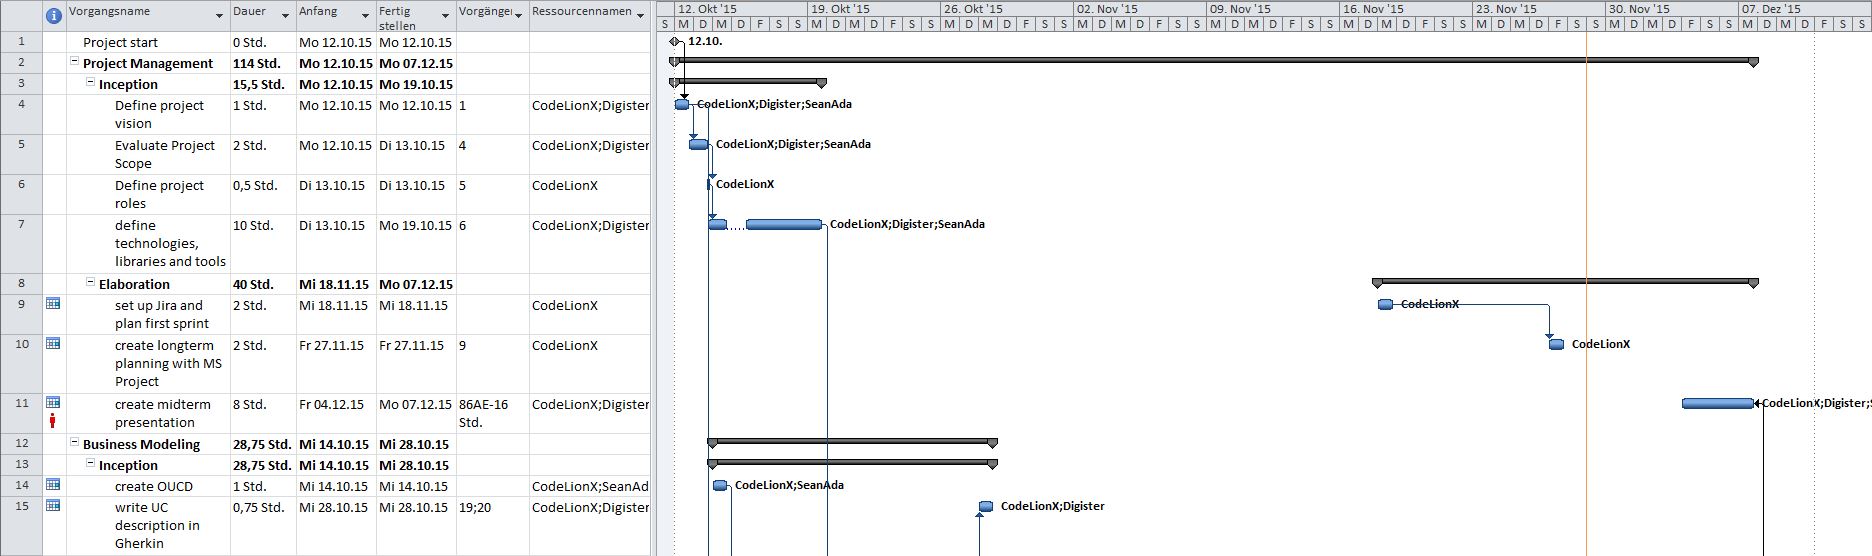 Vorgangsname Dauer Anfang Fertig stellen Vorgänger Ressourcennamen
12. Okt '15 19. Okt '15 26. Okt '15 02. Nov '15 09. Nov '15 16. Nov '15 23. Nov '15 30. Nov '15 07. Dez '15
S M D M D F S S M D M D F S S M D M D F S S M D M D F S S M D M D F S S M D M D F S S M D M D F S S M D M D F S S M D M D F S S
1 Project start 0 Std. Mo 12.10.15 Mo 12.10.15 12.10.
2 Project Management 114 Std. Mo 12.10.15 Mo 07.12.15
3 Inception 15,5 Std. Mo 12.10.15 Mo 19.10.15
4 Define project 1 Std. Mo 12.10.15 Mo 12.10.15 1 CodeLionX;Digister CodeLionX;Digister;SeanAda
vision
5 Evaluate Project 2 Std. Mo 12.10.15 Di 13.10.15 4 CodeLionX;Digister CodeLionX;Digister;SeanAda
Scope
6 Define project 0,5 Std. Di 13.10.15 Di 13.10.15 5 CodeLionX CodeLionX
roles
7 define 10 Std. Di 13.10.15 Mo 19.10.15 6 CodeLionX;Digister CodeLionX;Digister;SeanAda
technologies,
libraries and tools
8 Elaboration 40 Std. Mi 18.11.15 Mo 07.12.15
9 set up Jira and 2 Std. Mi 18.11.15 Mi 18.11.15 CodeLionX CodeLionX
plan first sprint
10 create longterm 2 Std. Fr 27.11.15 Fr 27.11.15 9 CodeLionX CodeLionX
planning with MS
Project
11 create midterm 8 Std. Fr 04.12.15 Mo 07.12.15 86AE-16 CodeLionX;Digister CodeLionX;Digister;S
presentation Std.
12 Business Modeling 28,75 Std. Mi 14.10.15 Mi 28.10.15
13 Inception 28,75 Std. Mi 14.10.15 Mi 28.10.15
14 create OUCD 1 Std. Mi 14.10.15 Mi 14.10.15 CodeLionX;SeanAd CodeLionX;SeanAda
15 write UC 0,75 Std. Mi 28.10.15 Mi 28.10.15 19;20 CodeLionX;Digister CodeLionX;Digister
description in
Gherkin